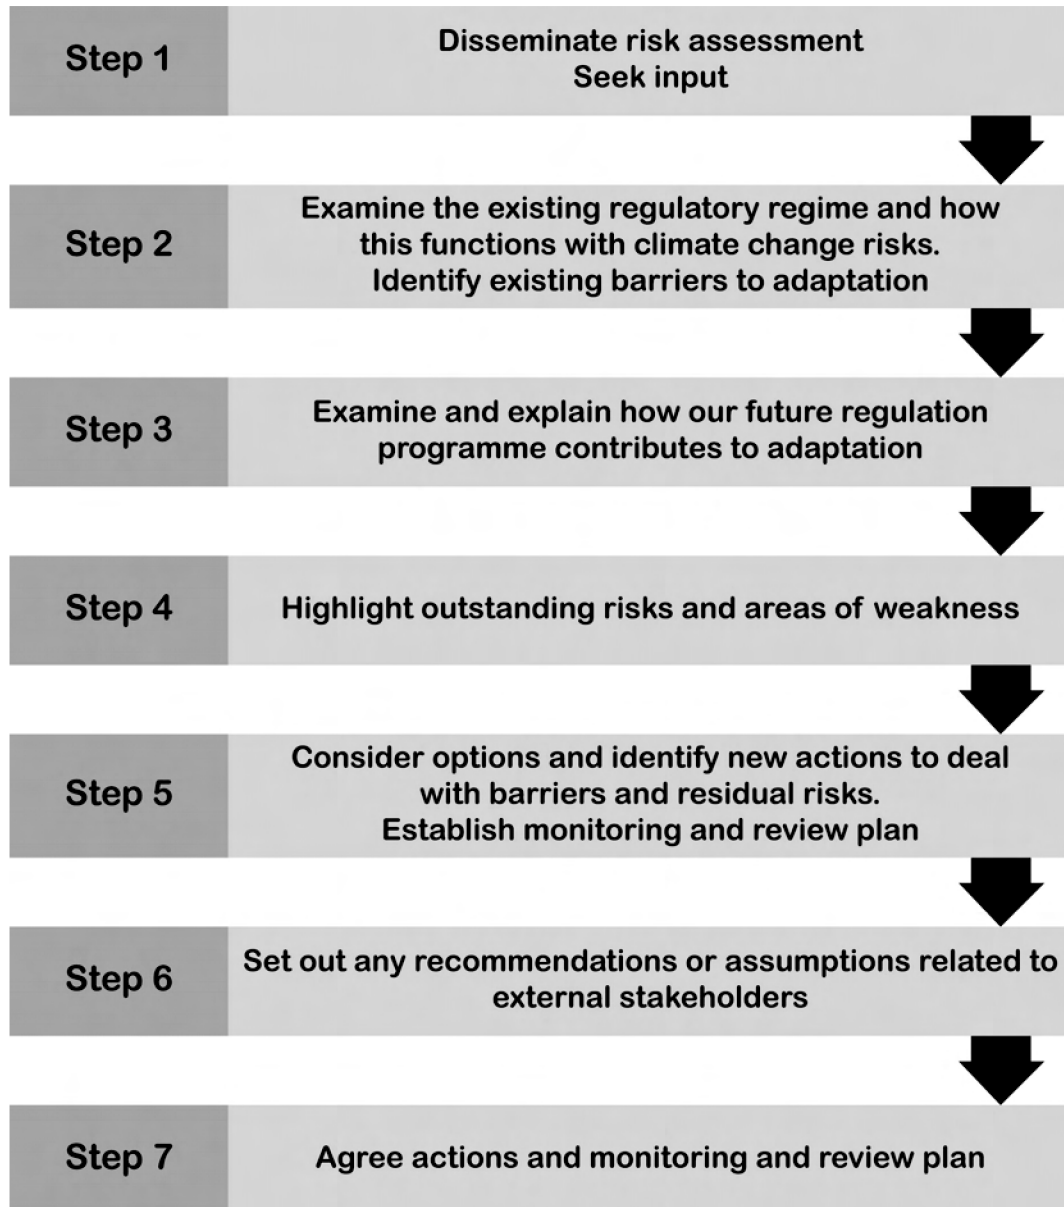 Step 1
Disseminate risk assessment
Seek input
Step 2
Examine the existing regulatory regime and how
this functions with climate change risks.
Identify existing barriers to adaptation
Step 3
Examine and explain how our future regulation
programme contributes to adaptation
Step 4
Highlight outstanding risks and areas of weakness
Step 5
Consider options and identify new actions to deal
with barriers and residual risks.
Establish monitoring and review plan
Step 6
Set out any recommendations or assumptions related to
external stakeholders
Step 7
Agree actions and monitoring and review plan